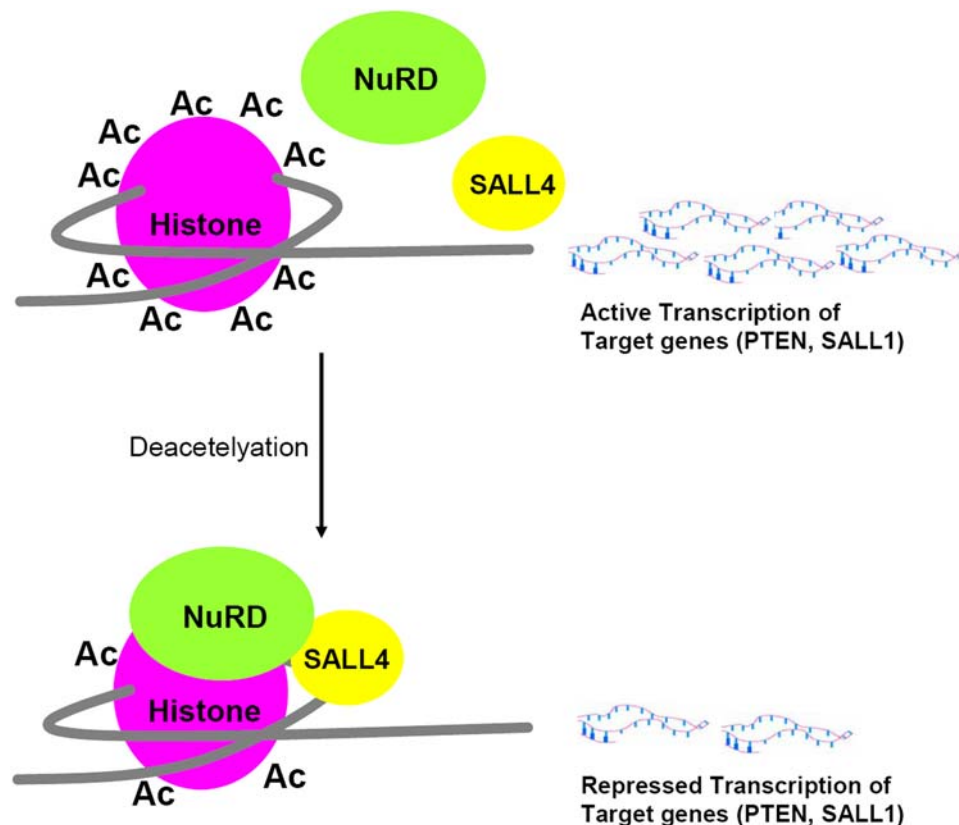 NuRD
Ac
Ac
Ac
Ac
Ac
SALL4
Histone
Ac
Ac
Ac
Ac
Active Transcription of
Target genes (PTEN, SALL1)
Deacetelyation
NuRD
Ac
SALL4
Histone
Ac
Ac
Repressed Transcription of
Target genes (PTEN, SALL1)